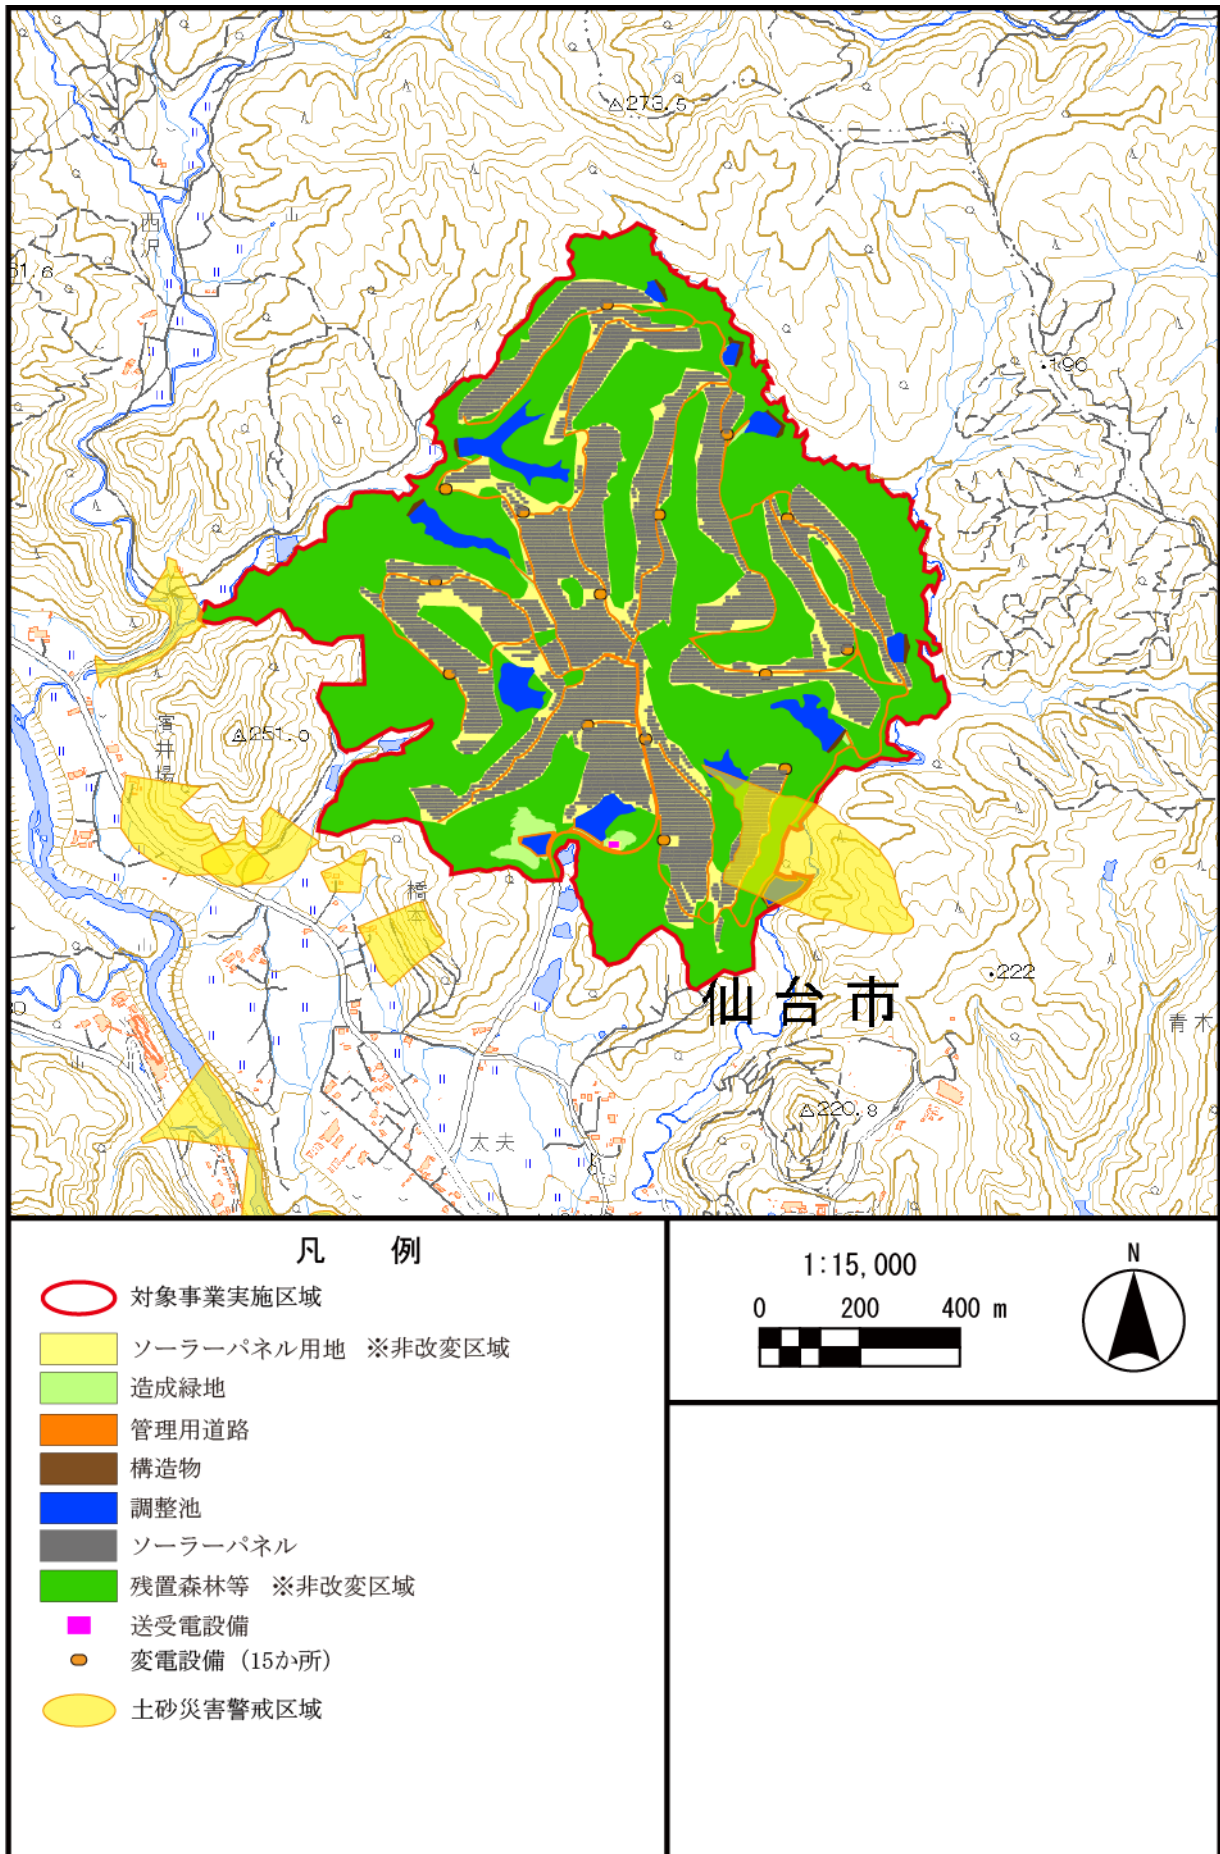 △273.5
西沢
山
61.6
・196
窪井場
△251.0
橋本
仙台市
・222
青木
△220.8
太夫
凡　例
対象事業実施区域
ソーラーパネル用地　※非改変区域
造成緑地
管理用道路
構造物
調整池
ソーラーパネル
残置森林等　※非改変区域
送受電設備
変電設備（15か所）
土砂災害警戒区域
1:15,000
0 200 400 m
N